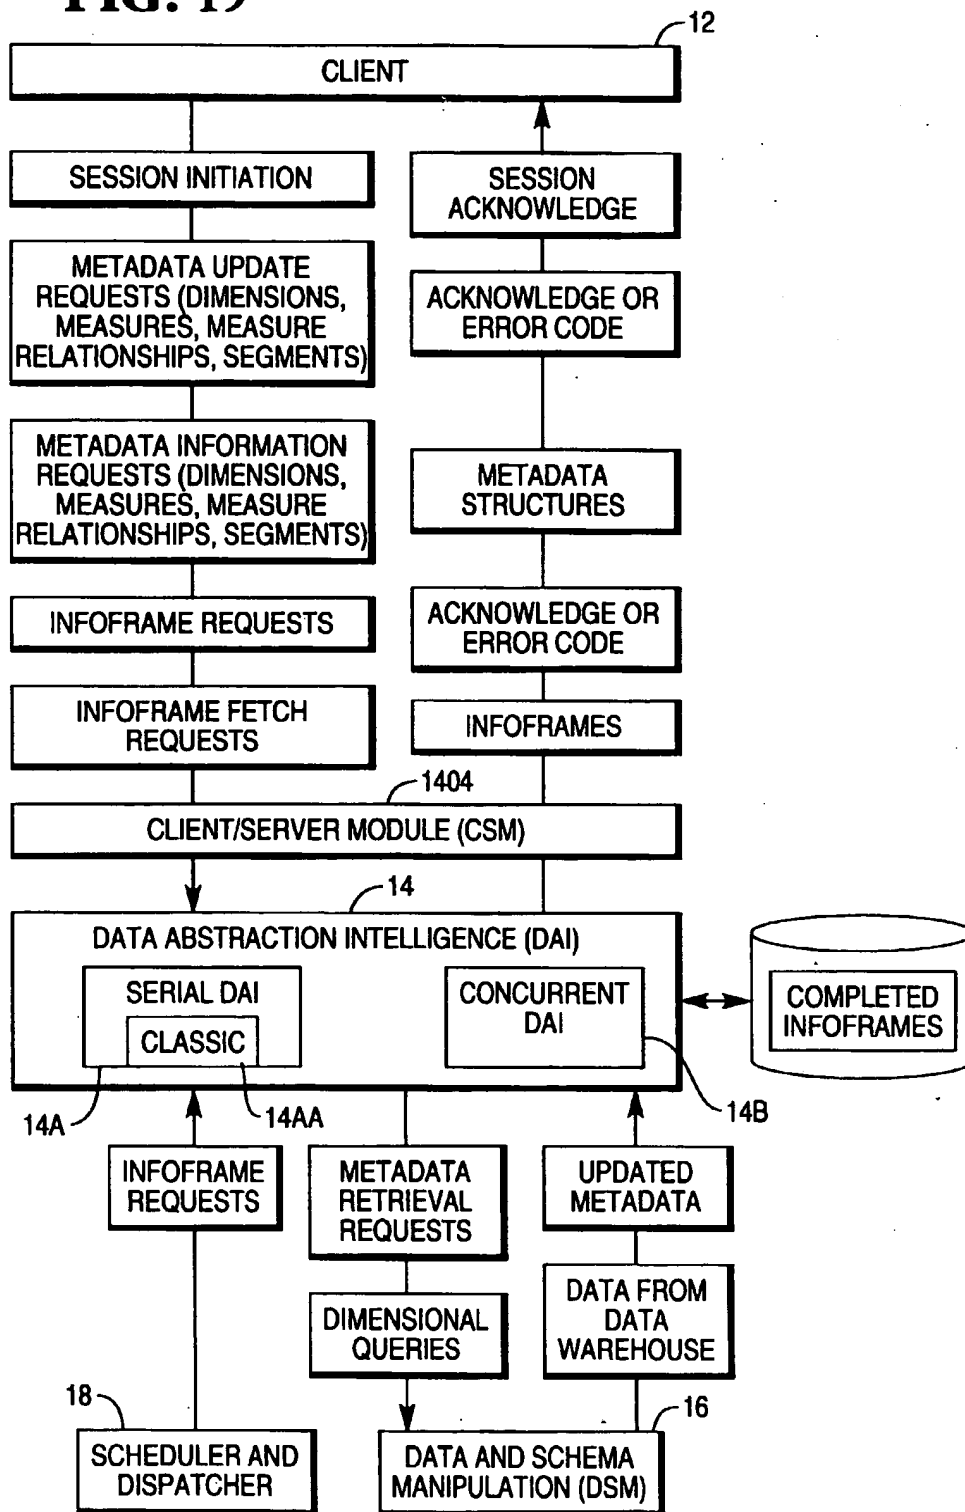 FIG. 19
12
CLIENT
SESSION INITIATION
METADATA UPDATE
REQUESTS (DIMENSIONS,
MEASURES, MEASURE
RELATIONSHIPS, SEGMENTS)
METADATA INFORMATION
REQUESTS (DIMENSIONS,
MEASURES, MEASURE
RELATIONSHIPS, SEGMENTS)
INFOFRAME REQUESTS
INFOFRAME FETCH
REQUESTS
SESSION
ACKNOWLEDGE
ACKNOWLEDGE OR
ERROR CODE
METADATA
STRUCTURES
ACKNOWLEDGE OR
ERROR CODE
INFOFRAMES
1404
CLIENT/SERVER MODULE (CSM)
14
DATA ABSTRACTION INTELLIGENCE (DAI)
SERIAL DAI
CLASSIC
CONCURRENT
DAI
COMPLETED
INFOFRAMES
14A
14AA
14B
INFOFRAME
REQUESTS
METADATA
RETRIEVAL
REQUESTS
DIMENSIONAL
QUERIES
UPDATED
METADATA
DATA FROM
DATA
WAREHOUSE
18
SCHEDULER AND
DISPATCHER
16
DATA AND SCHEMA
MANIPULATION (DSM)